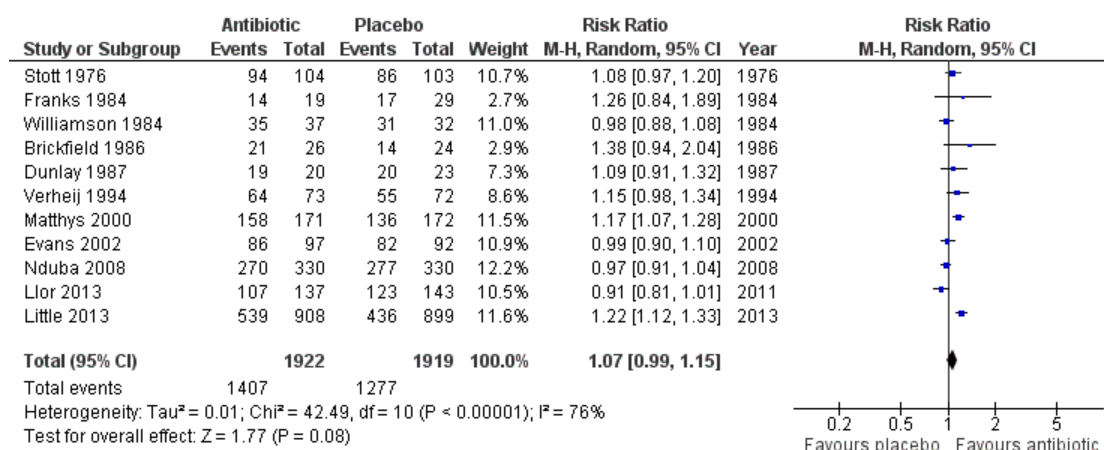 Antibiotic Placebo Risk Ratio Risk Ratio
Study or Subgroup Events Total Events Total Weight M-H, Random, 95% CI Year M-H, Random, 95% CI
Stott 1976 94 104 86 103 10.7% 1.08 [0.97, 1.20] 1976
Franks 1984 14 19 17 29 2.7% 1.26 [0.84, 1.89] 1984
Williamson 1984 35 37 31 32 11.0% 0.98 [0.88, 1.08] 1984
Brickfield 1986 21 26 14 24 2.9% 1.38 [0.94, 2.04] 1986
Dunlay 1987 19 20 20 23 7.3% 1.09 [0.91, 1.32] 1987
Verheij 1994 64 73 55 72 8.6% 1.15 [0.98, 1.34] 1994
Matthys 2000 158 171 136 172 11.5% 1.17 [1.07, 1.28] 2000
Evans 2002 86 97 82 92 10.9% 0.99 [0.90, 1.10] 2002
Nduba 2008 270 330 277 330 12.2% 0.97 [0.91, 1.04] 2008
Llor 2013 107 137 123 143 10.5% 0.91 [0.81, 1.01] 2011
Little 2013 539 908 436 899 11.6% 1.22 [1.12, 1.33] 2013
Total (95% CI) 1922 1919 100.0% 1.07 [0.99, 1.15]
Total events 1407 1277
Heterogeneity: Tau² = 0.01; Chi² = 42.49, df = 10 (P < 0.00001); I² = 76%
Test for overall effect: Z = 1.77 (P = 0.08)
0.2 0.5 1 2 5
Favours placebo Favours antibiotic